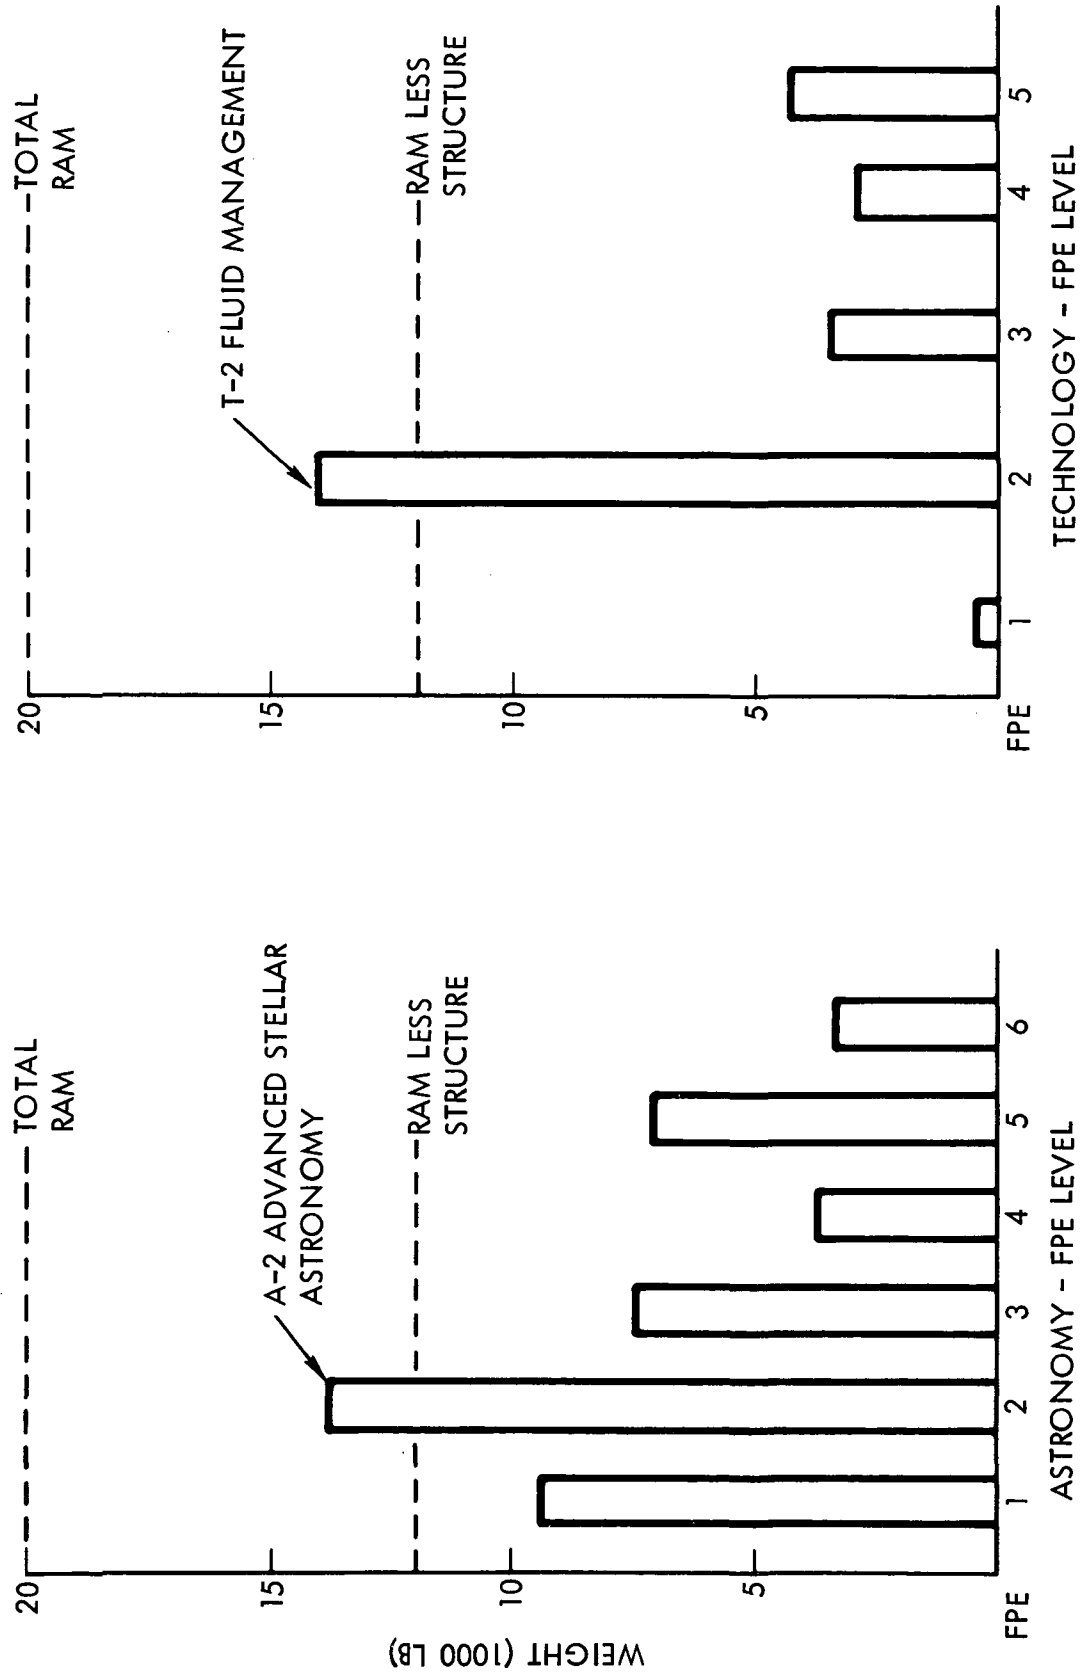 WEIGHT (1000 LB)
20
15
10
5
FPE
TOTAL
RAM
A-2 ADVANCED STELLAR
ASTRONOMY
RAM LESS
STRUCTURE
1 2 3 4 5 6
ASTRONOMY - FPE LEVEL
20
15
10
5
FPE
TOTAL
RAM
T-2 FLUID MANAGEMENT
RAM LESS
STRUCTURE
1 2 3 4 5
TECHNOLOGY - FPE LEVEL